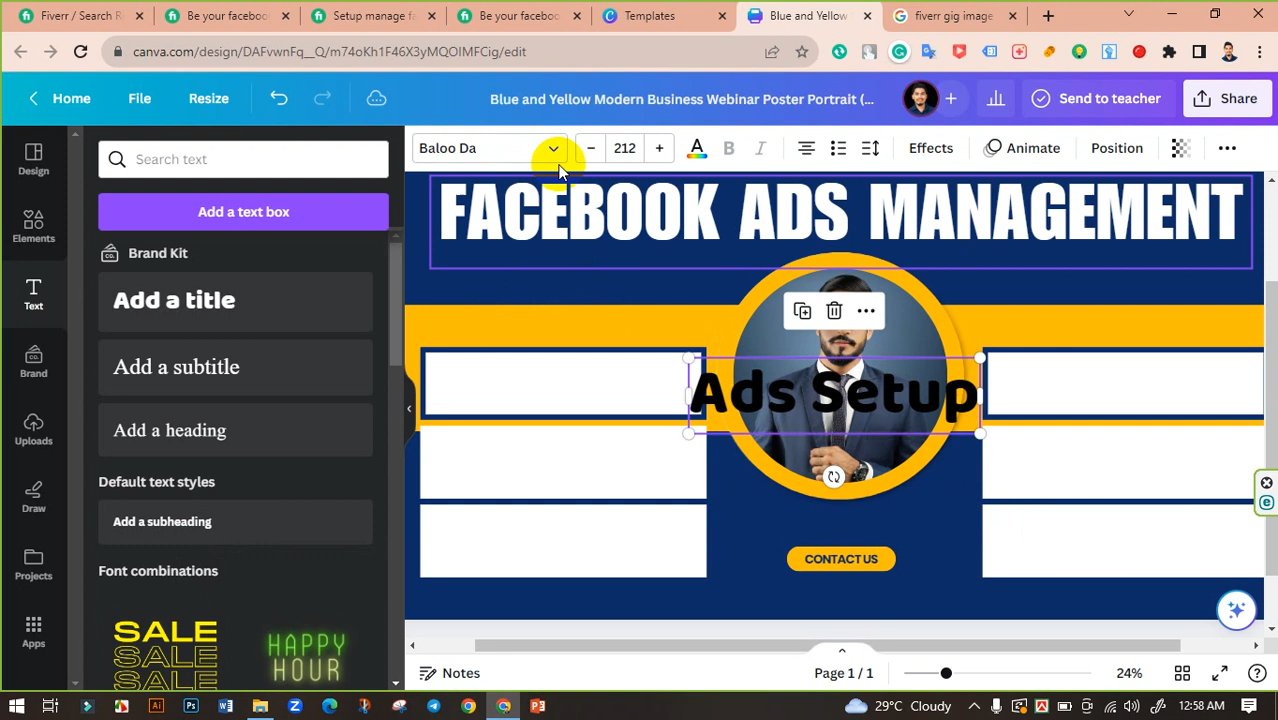 Fiverr / Search R
Be your facebo
Setup manage fa
Be your faceboo
Templates
Blue and Yellow
fiverr gig image
canva.com/design/DAFvwnFq__Q/m74oKh1F46X3yMQOIMFCig/edit
Home
File
Resize
Blue and Yellow Modern Business Webinar Poster Portrait (...
Send to teacher
Share
Baloo Da
212
A
B
I
Effects
Animate
Position
Design
Elements
Text
Brand
Uploads
Draw
Projects
Apps
Search text
Add a text box
Brand Kit
Add a title
Add a subtitle
Add a heading
Default text styles
Add a subheading
Font combinations
SALE
SALE
SALE
SALE
HAPPY
HOUR
FACEBOOK ADS MANAGEMENT
Ads Setup
CONTACT US
Notes
Page 1 / 1
24%
29°C Cloudy
12:58 AM